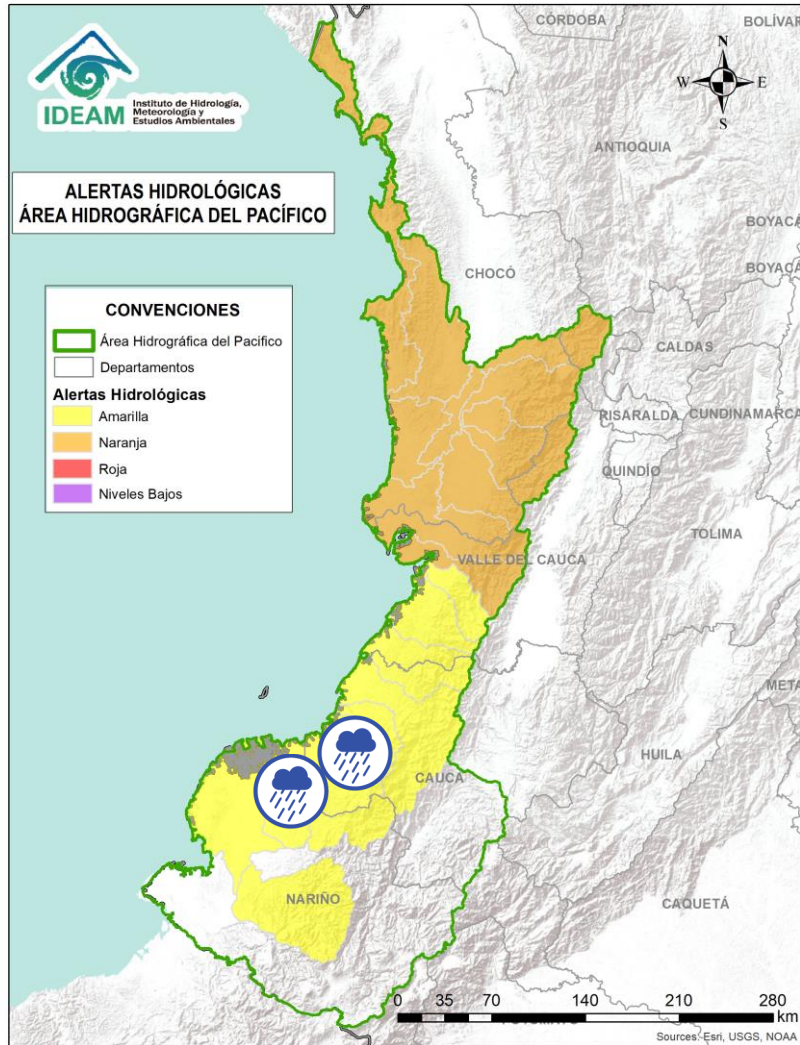 CÓRDOBA
BOLÍVAR
N
W E
S
IDEAM
Instituto de Hidrología,
Meteorología y
Estudios Ambientales
ANTIOQUIA
ALERTAS HIDROLÓGICAS
ÁREA HIDROGRÁFICA DEL PACÍFICO
BOYACÁ
BOYACÁ
CHOCÓ
CONVENCIONES
Área Hidrográfica del Pacifico
Departamentos
Alertas Hidrológicas
Amarilla
Naranja
Roja
Niveles Bajos
CALDAS
RISARALDA
CUNDINAMARCA
QUINDÍO
TOLIMA
VALLE DEL CAUCA
META
HUILA
CAUCA
NARIÑO
CAQUETÁ
0 35 70 140 210 280
km
Sources: Esri, USGS, NOAA